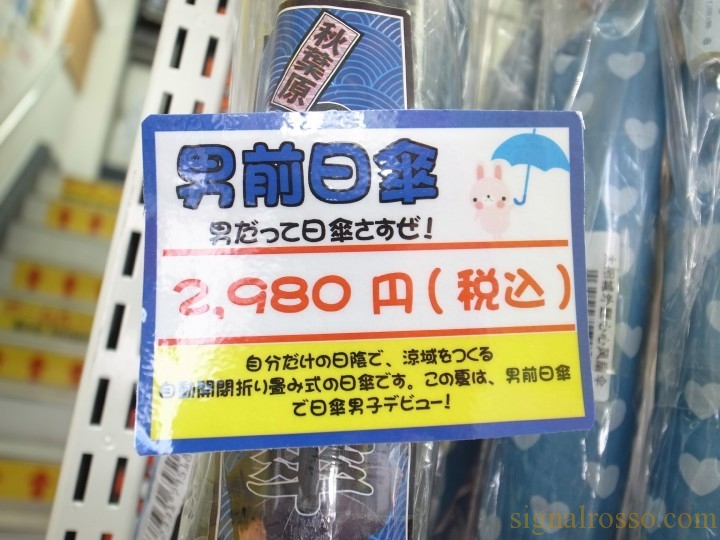 秋葉原
男前日傘
男だって日傘さすぜ!
2,980 円(税込)
自分だけの日陰で、涼域をつくる
自動開閉折り畳み式の日傘です。この夏は、男前日傘
で日傘男子デビュー!
signalrosso.com